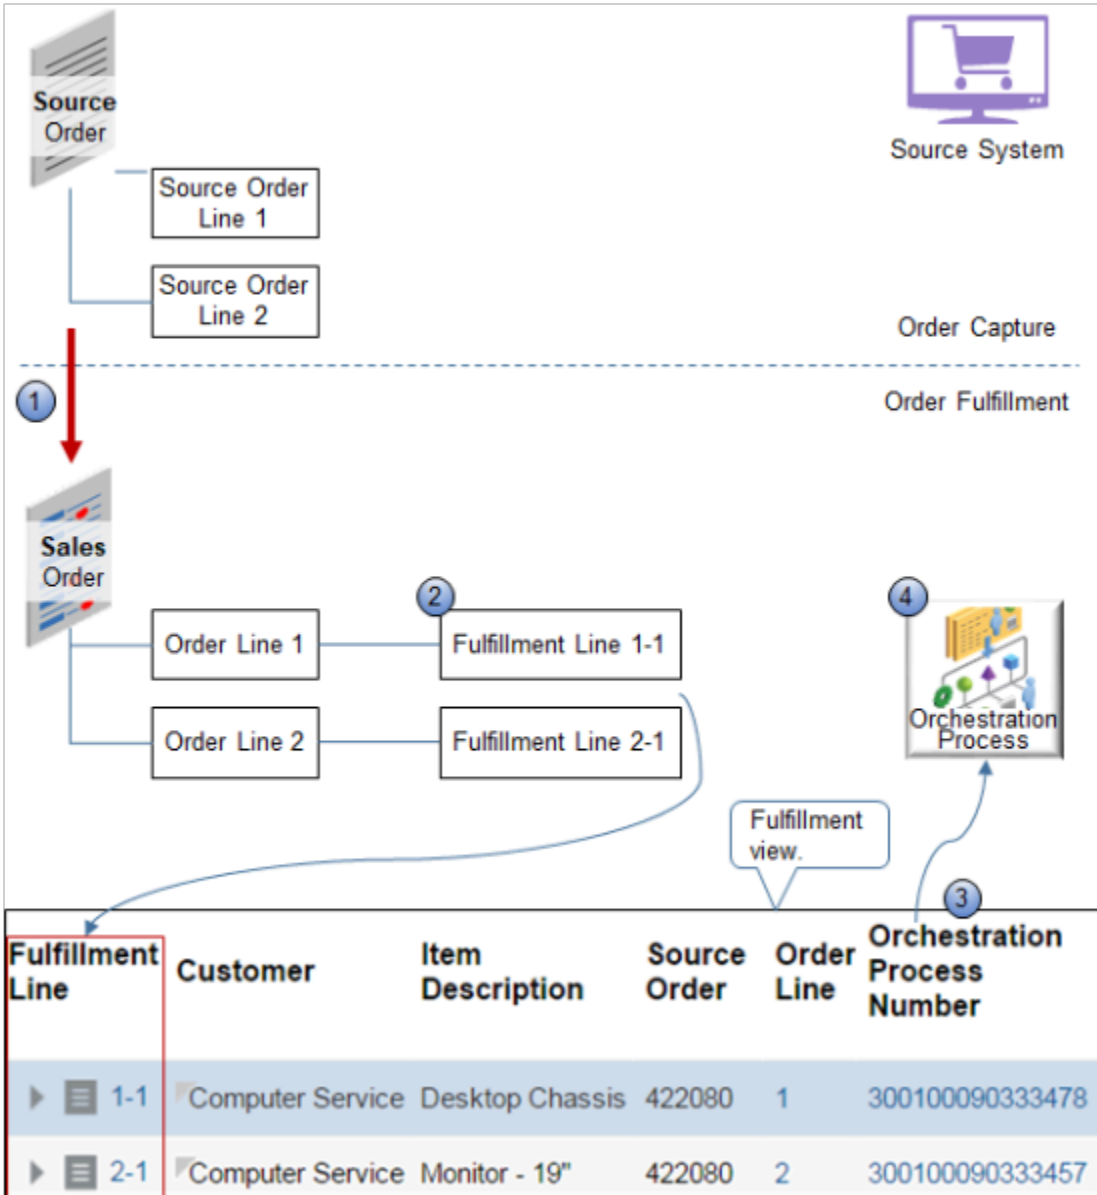 Source
Order
Source System
Source Order
Line 1
Source Order
Line 2
Order Capture
1
Order Fulfillment
Sales
Order
2
4
Order Line 1
Fulfillment Line 1-1
Orchestration
Process
Order Line 2
Fulfillment Line 2-1
Fulfillment
view.
3
Fulfillment
Line
Customer
Item
Description
Source
Order
Order
Line
Orchestration
Process
Number
1-1 Computer Service Desktop Chassis 422080 1 300100090333478
2-1 Computer Service Monitor - 19" 422080 2 300100090333457